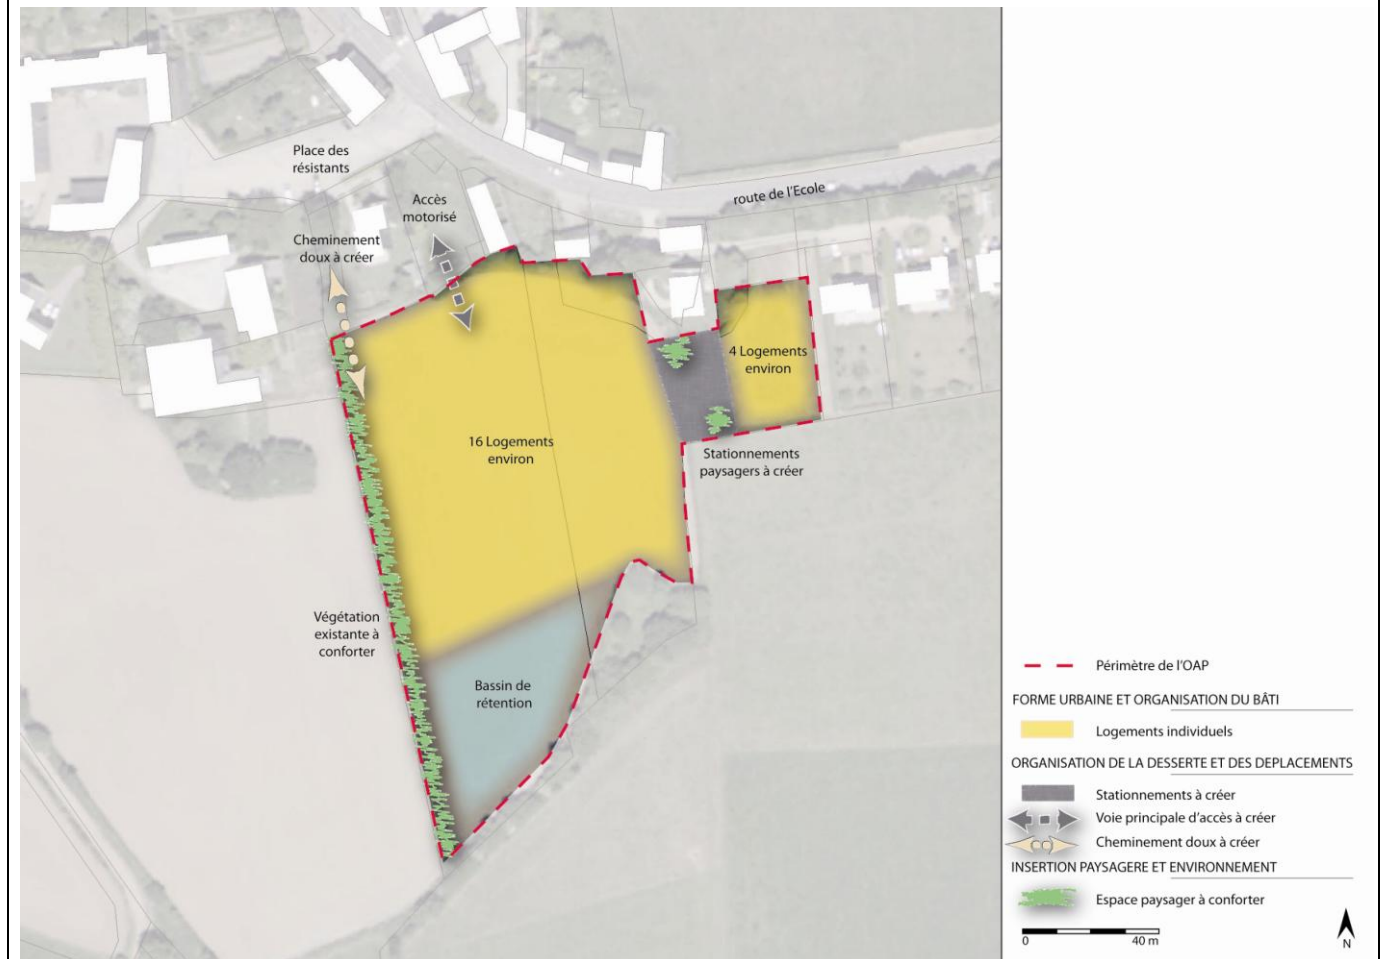 Place des
résistants
Accès
motorisé
route de l'Ecole
Cheminement
doux à créer
4 Logements
environ
16 Logements
environ
Stationnements
paysagers à créer
Végétation
existante à
conforter
Bassin de
rétention
Périmètre de l'OAP
FORME URBAINE ET ORGANISATION DU BÂTI
Logements individuels
ORGANISATION DE LA DESSERTE ET DES DEPLACEMENTS
Stationnements à créer
Voie principale d'accès à créer
Cheminement doux à créer
INSERTION PAYSAGERE ET ENVIRONNEMENT
Espace paysager à conforter
0 40 m
N